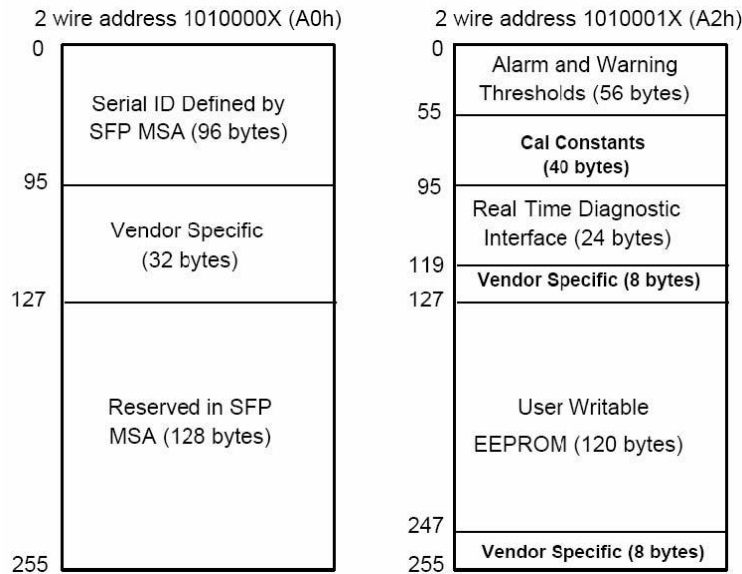 2 wire address 1010000X (A0h)
0
Serial ID Defined by
SFP MSA (96 bytes)
95
Vendor Specific
(32 bytes)
127
Reserved in SFP
MSA (128 bytes)
255
2 wire address 1010001X (A2h)
0
Alarm and Warning
Thresholds (56 bytes)
55
Cal Constants
(40 bytes)
95
Real Time Diagnostic
Interface (24 bytes)
119
Vendor Specific (8 bytes)
127
User Writable
EEPROM (120 bytes)
247
Vendor Specific (8 bytes)
255